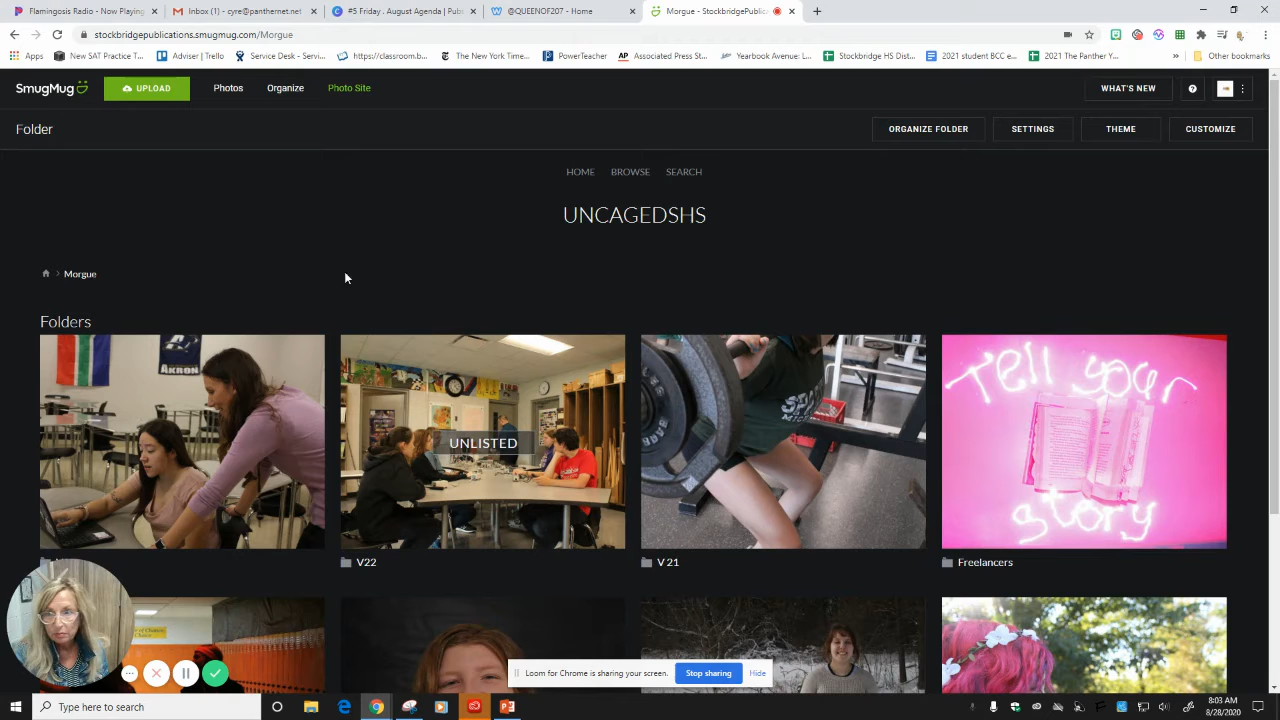 Flamingosis Radio - Now Playing
Inbox (10) - cyre@panthernet.net
#5 Friday , August Agenda | Pub
@QUEENOF207 - Home
Morgue - Stockbridgepublicati
stockbridgepublications.smugmug.com/Morgue
Apps
New SAT Practice T...
Adviser | Trello
Service Desk - Servi...
https://classroom.b...
The New York Time...
PowerTeacher
AP Associated Press St...
Yearbook Avenue: L...
Stockbridge HS Distr...
2021 student BCC e...
2021 The Panther Y...
»
Other bookmarks
SmugMug
UPLOAD
Photos
Organize
Photo Site
WHAT'S NEW
Folder
ORGANIZE FOLDER
SETTINGS
THEME
CUSTOMIZE
HOME BROWSE SEARCH
UNCAGEDSHS
Morgue
Folders
AKRON
UNLISTED
Tell your
story
V22
V 21
Freelancers
Loom for Chrome is sharing your screen.
Stop sharing
Hide
Type here to search
8:03 AM
8/28/2020